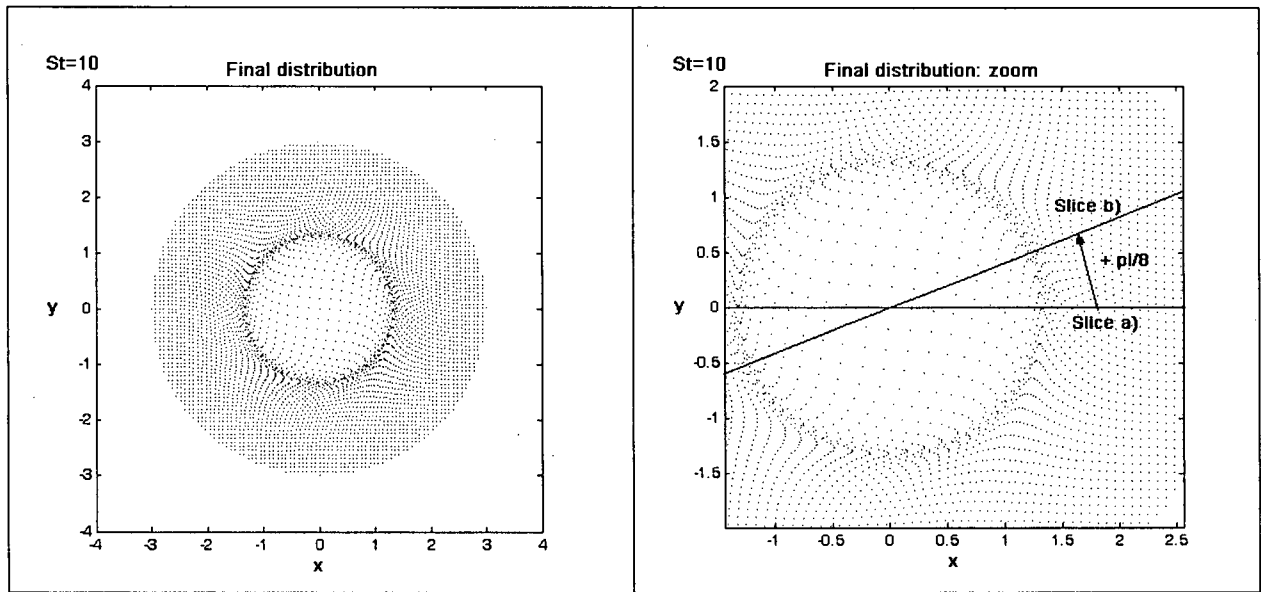 St=10
Final distribution
4
3
2
1
y
0
-1
-2
-3
-4
-4 -3 -2 -1 0 1 2 3 4
x
St=10
Final distribution: zoom
2
1.5
1
Slice b)
0.5
+ pi/8
y
0
Slice a)
-0.5
-1
-1.5
-1 -0.5 0 0.5 1 1.5 2 2.5
x